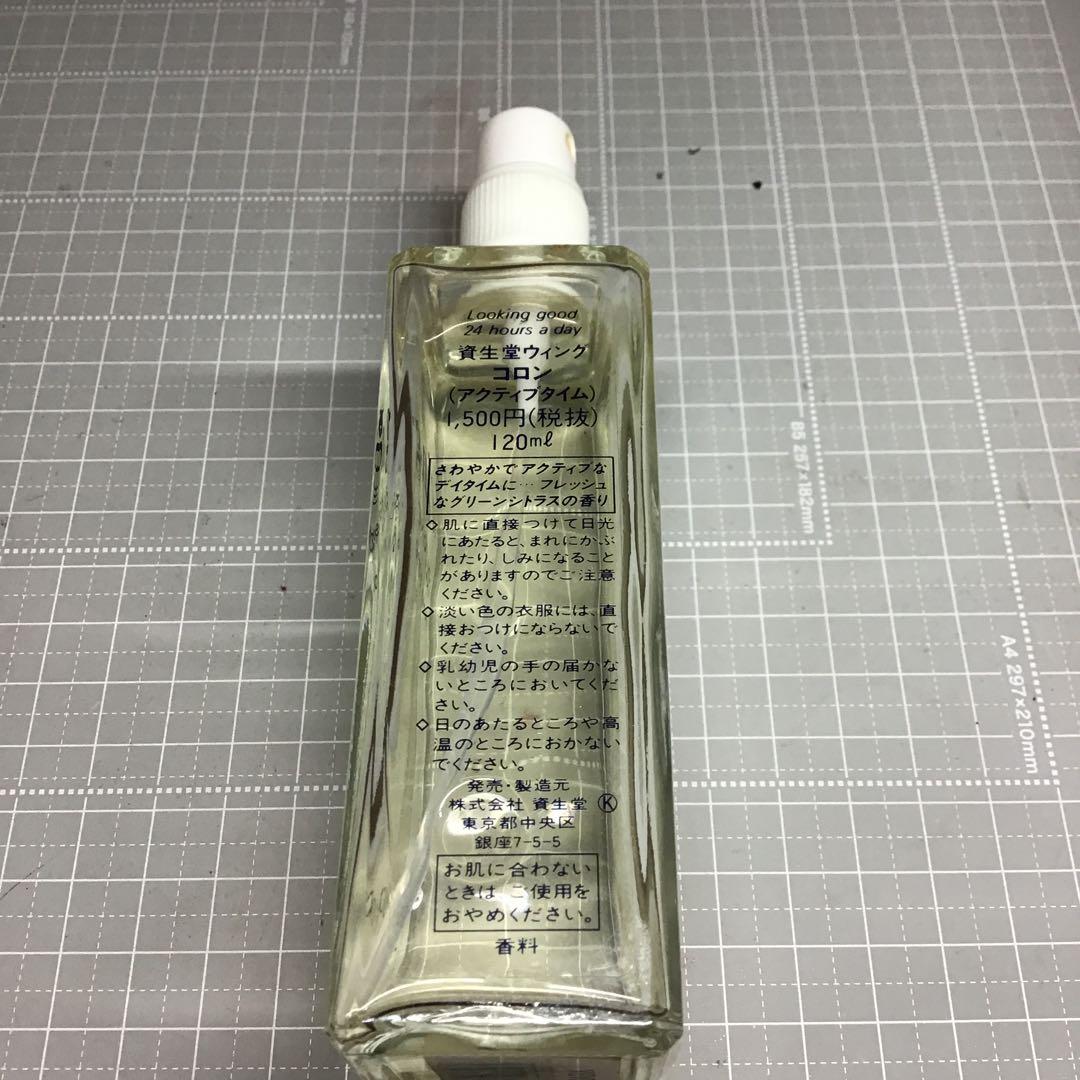 Looking good
24 hours a day
資生堂ウィング
コロン
(アクティブタイム)
1,500円(税抜)
120ml
さわやかでアクティブな
デイタイムに…フレッシュ
なグリーンシトラスの香り
◇肌に直接つけて日光
にあたると、まれにかぶ
れたり、しみになること
がありますのでご注意
ください。
◇淡い色の衣服には、直
接おつけにならないで
ください。
◇乳幼児の手の届かな
いところにおいてくだ
さい。
◇日のあたるところや高
温のところにおかない
でください。
発売・製造元
株式会社 資生堂 Ⓚ
東京都中央区
銀座7-5-5
お肌に合わない
ときは、ご使用を
おやめください。
香料
B5 257×182mm
A4 297×210mm